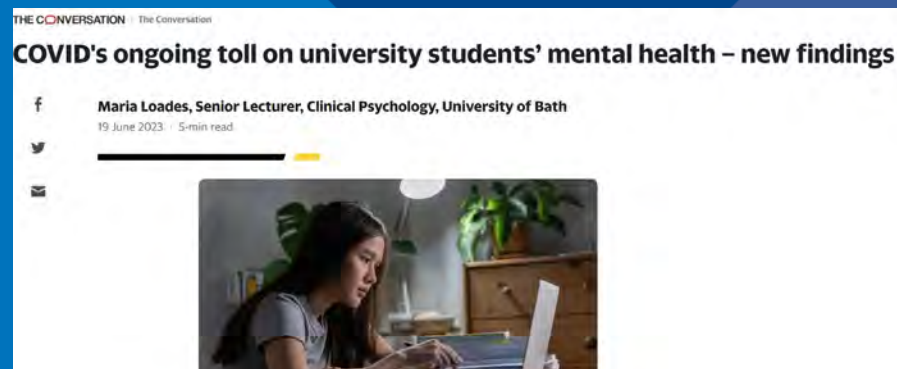 THE CONVERSATION The Conversation
COVID's ongoing toll on university students' mental health – new findings
Maria Loades, Senior Lecturer, Clinical Psychology, University of Bath
19 June 2023 · 5-min read